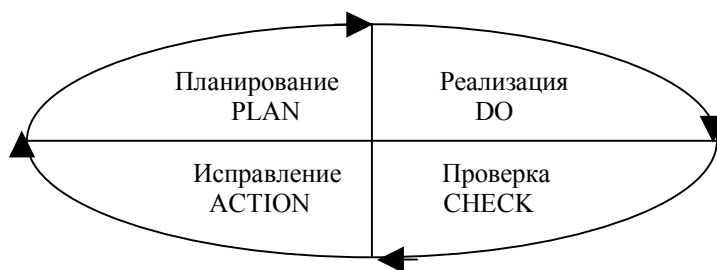 Планирование
PLAN
Реализация
DO
Исправление
ACTION
Проверка
CHECK